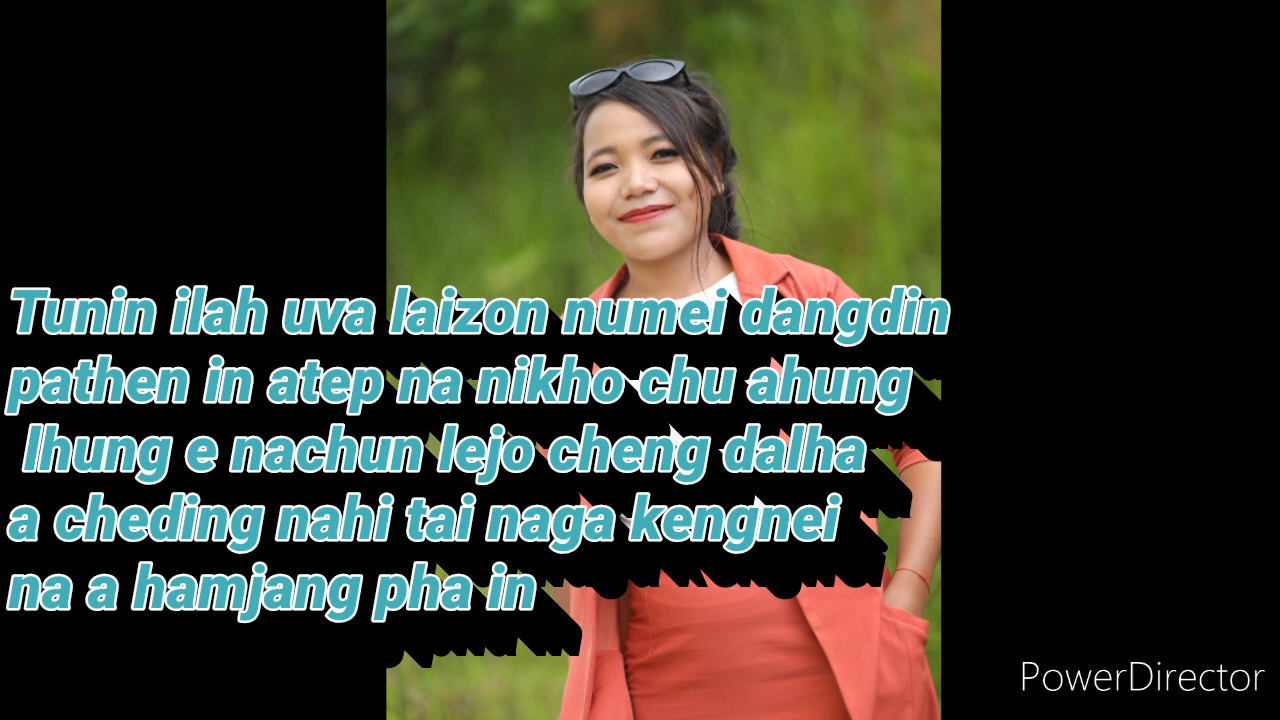 Tunin ilah uva laizon numei dangdin
pathen in atep na nikho chu ahung
lhung e nachun lejo cheng dalha
a cheding nahi tai naga kengnei
na a hamjang pha in
PowerDirector